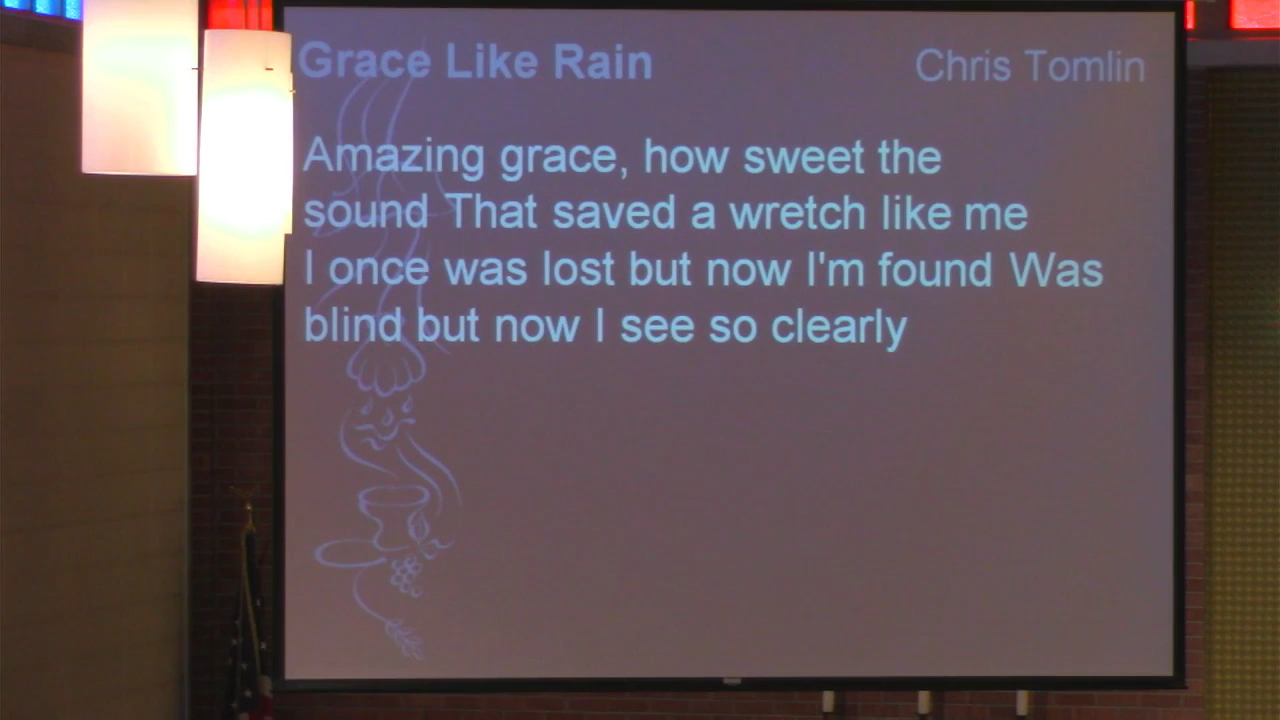 Grace Like Rain
Chris Tomlin
Amazing grace, how sweet the
sound That saved a wretch like me
I once was lost but now I'm found Was
blind but now I see so clearly